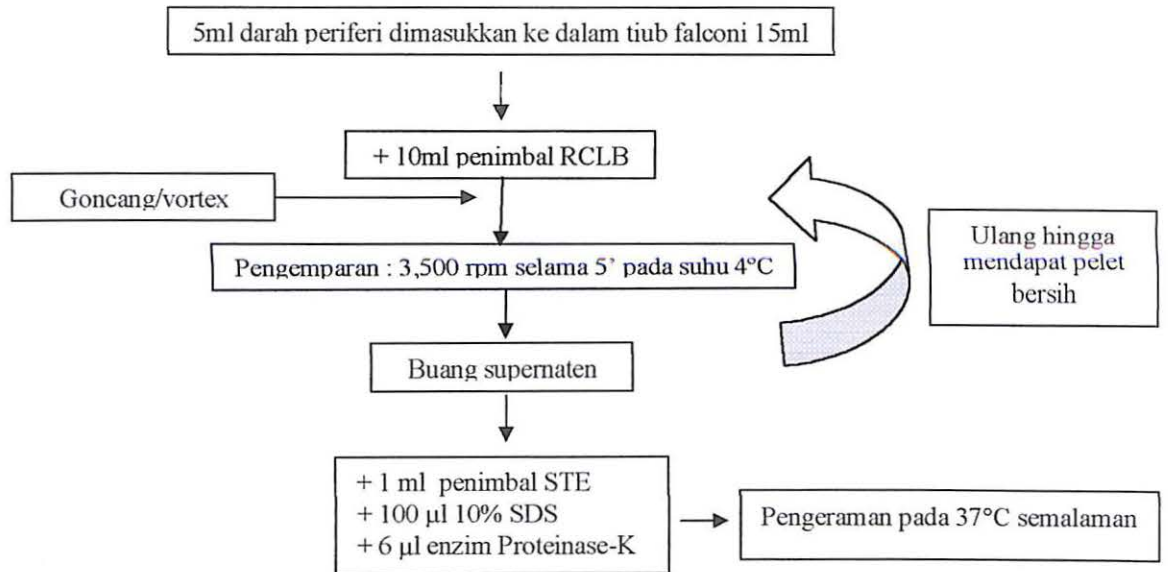 5ml darah periferi dimasukkan ke dalam tiub falconi 15ml
+ 10ml penimbal RCLB
Goncang/vortex
Pengemparan : 3,500 rpm selama 5’ pada suhu 4°C
Ulang hingga
mendapat pelet
bersih
Buang supernaten
+ 1 ml penimbal STE
+ 100 µl 10% SDS
+ 6 µl enzim Proteinase-K
Pengeraman pada 37°C semalaman